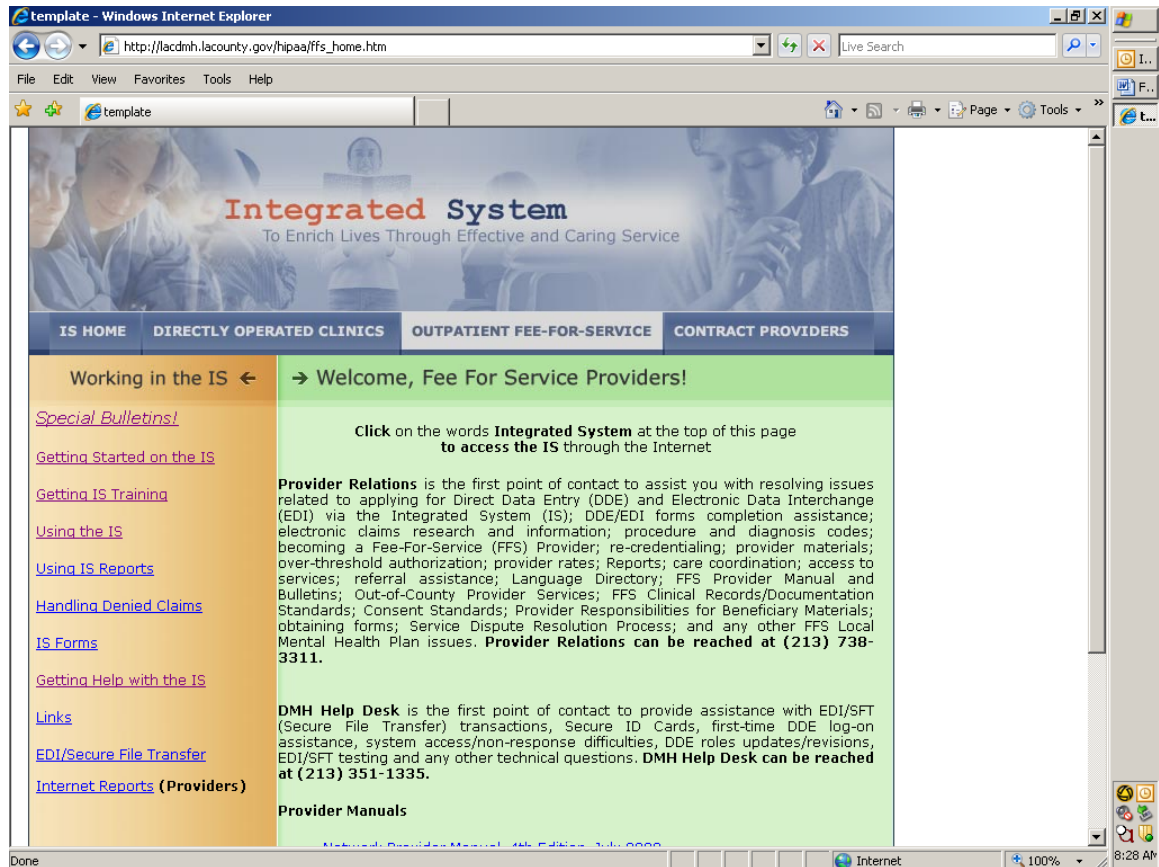 template - Windows Internet Explorer
http://lacdmh.lacounty.gov/hipaa/ffs_home.htm
Live Search
File Edit View Favorites Tools Help
template
Page Tools
I...
F...
t...
Integrated System
To Enrich Lives Through Effective and Caring Service
IS HOME DIRECTLY OPERATED CLINICS OUTPATIENT FEE-FOR-SERVICE CONTRACT PROVIDERS
Working in the IS ←
Special Bulletins!
Getting Started on the IS
Getting IS Training
Using the IS
Using IS Reports
Handling Denied Claims
IS Forms
Getting Help with the IS
Links
EDI/Secure File Transfer
Internet Reports (Providers)
→ Welcome, Fee For Service Providers!
Click on the words Integrated System at the top of this page
to access the IS through the Internet
Provider Relations is the first point of contact to assist you with resolving issues
related to applying for Direct Data Entry (DDE) and Electronic Data Interchange
(EDI) via the Integrated System (IS); DDE/EDI forms completion assistance;
electronic claims research and information; procedure and diagnosis codes;
becoming a Fee-For-Service (FFS) Provider; re-credentialing; provider materials;
over-threshold authorization; provider rates; Reports; care coordination; access to
services; referral assistance; Language Directory; FFS Provider Manual and
Bulletins; Out-of-County Provider Services; FFS Clinical Records/Documentation
Standards; Consent Standards; Provider Responsibilities for Beneficiary Materials;
obtaining forms; Service Dispute Resolution Process; and any other FFS Local
Mental Health Plan issues. Provider Relations can be reached at (213) 738-
3311.
DMH Help Desk is the first point of contact to provide assistance with EDI/SFT
(Secure File Transfer) transactions, Secure ID Cards, first-time DDE log-on
assistance, system access/non-response difficulties, DDE roles updates/revisions,
EDI/SFT testing and any other technical questions. DMH Help Desk can be reached
at (213) 351-1335.
Provider Manuals
Network Provider Manual, 4th Edition, July
Done
Internet
100%
8:28 AM